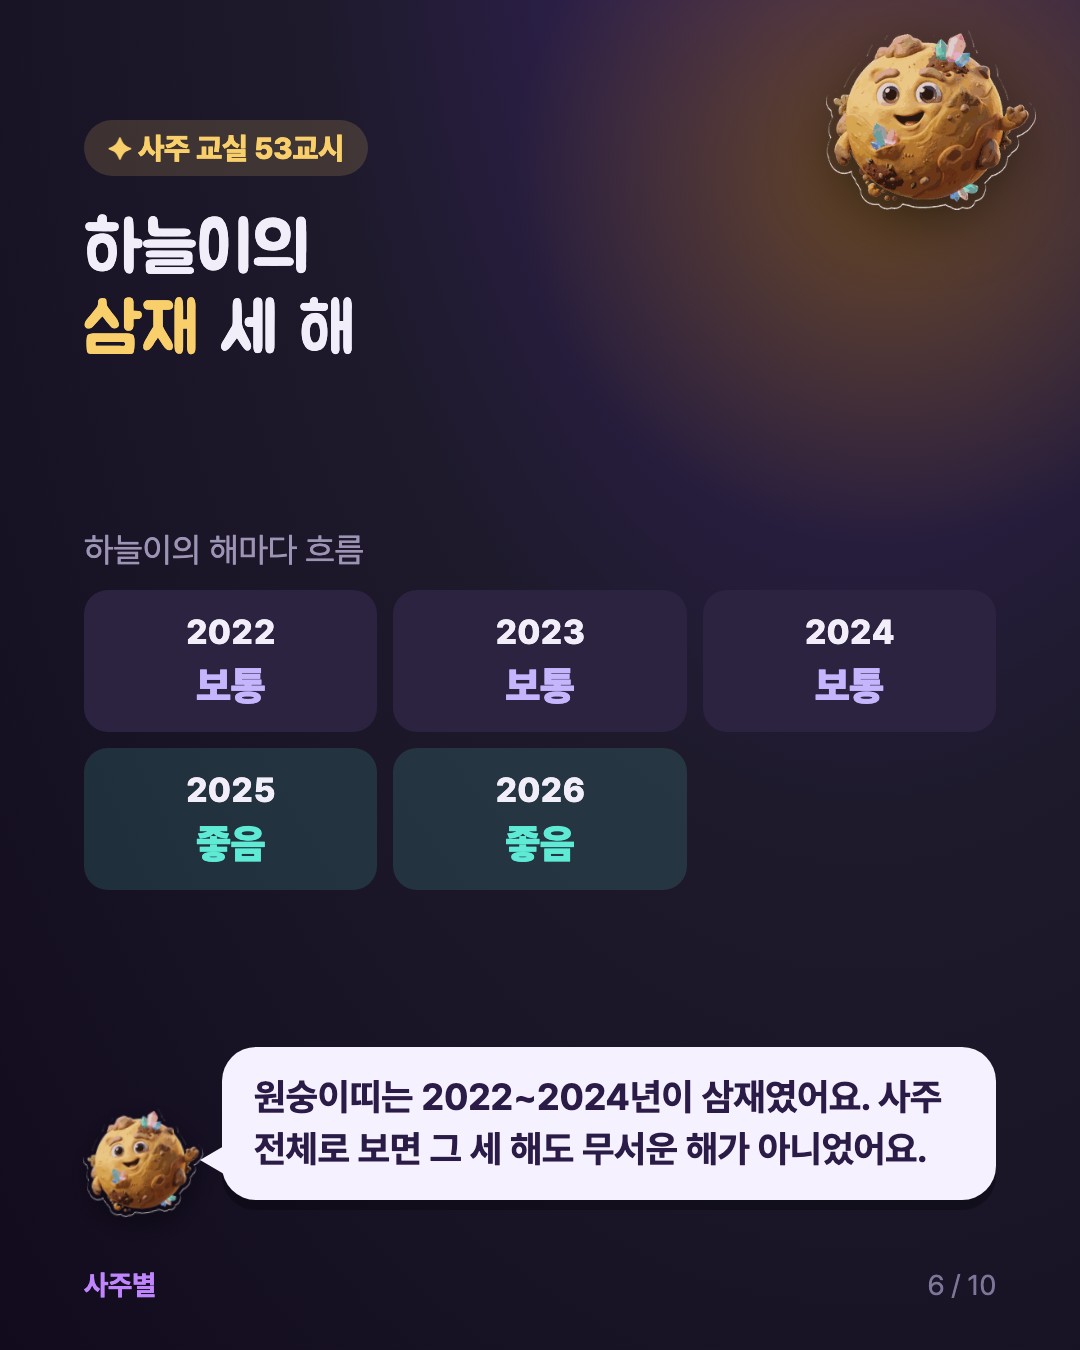 ✦ 사주 교실 53교시
하늘이의
삼재 세 해
하늘이의 해마다 흐름
2022
보통
2023
보통
2024
보통
2025
좋음
2026
좋음
원숭이띠는 2022~2024년이 삼재였어요. 사주
전체로 보면 그 세 해도 무서운 해가 아니었어요.
사주별
6 / 10